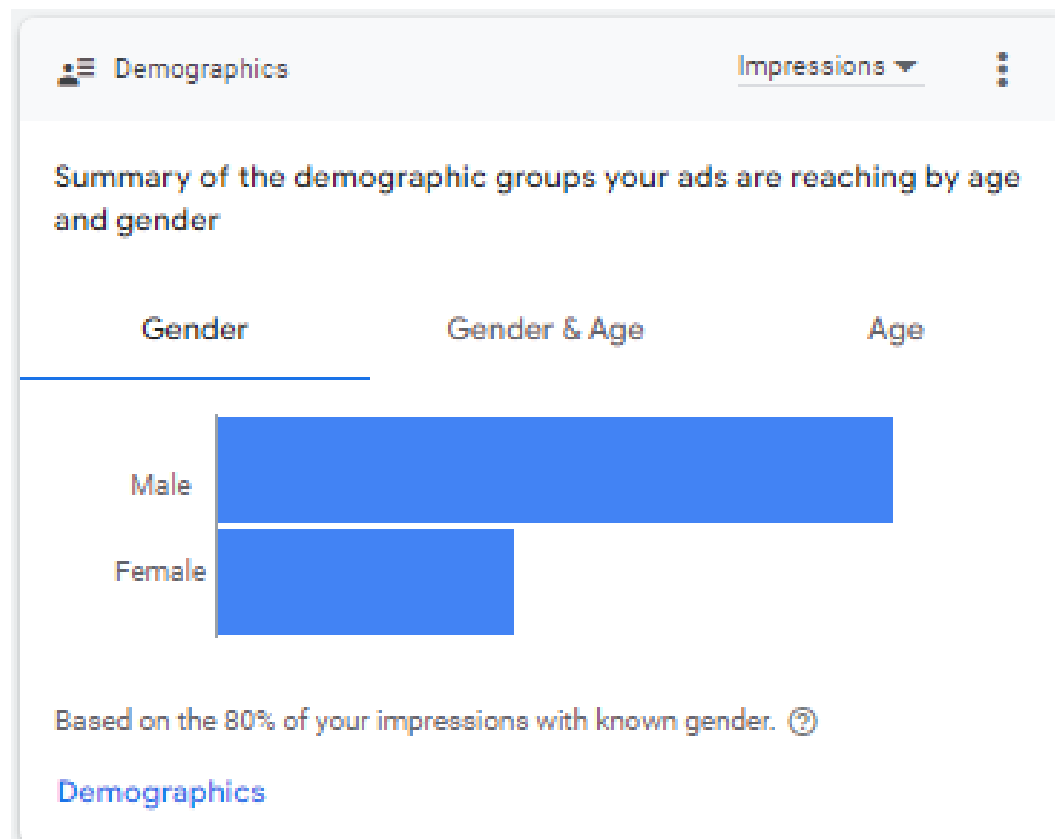 Demographics
Impressions
Summary of the demographic groups your ads are reaching by age
and gender
Gender
Gender & Age
Age
Male
Female
Based on the 80% of your impressions with known gender.
Demographics